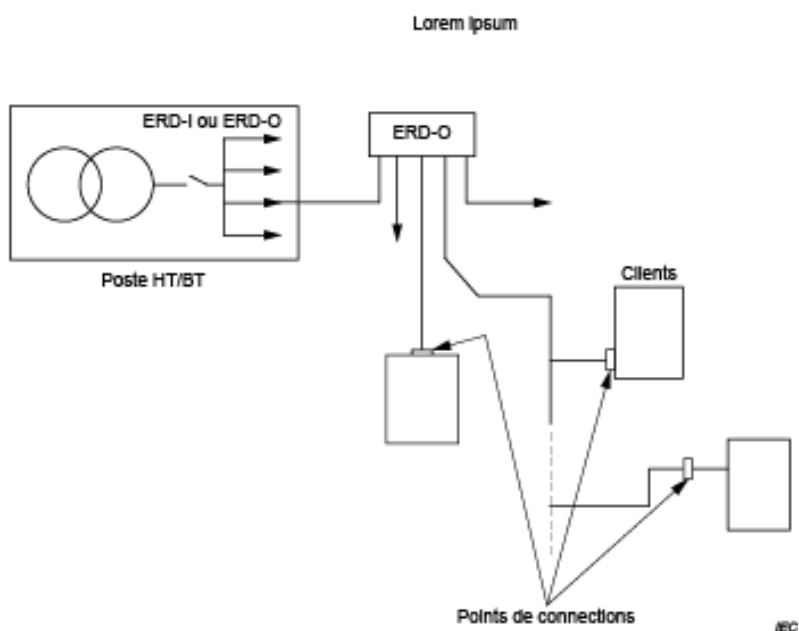 Lorem Ipsum
ERD-I ou ERD-O
ERD-O
Poste HT/BT
Clients
Points de connections
IEC